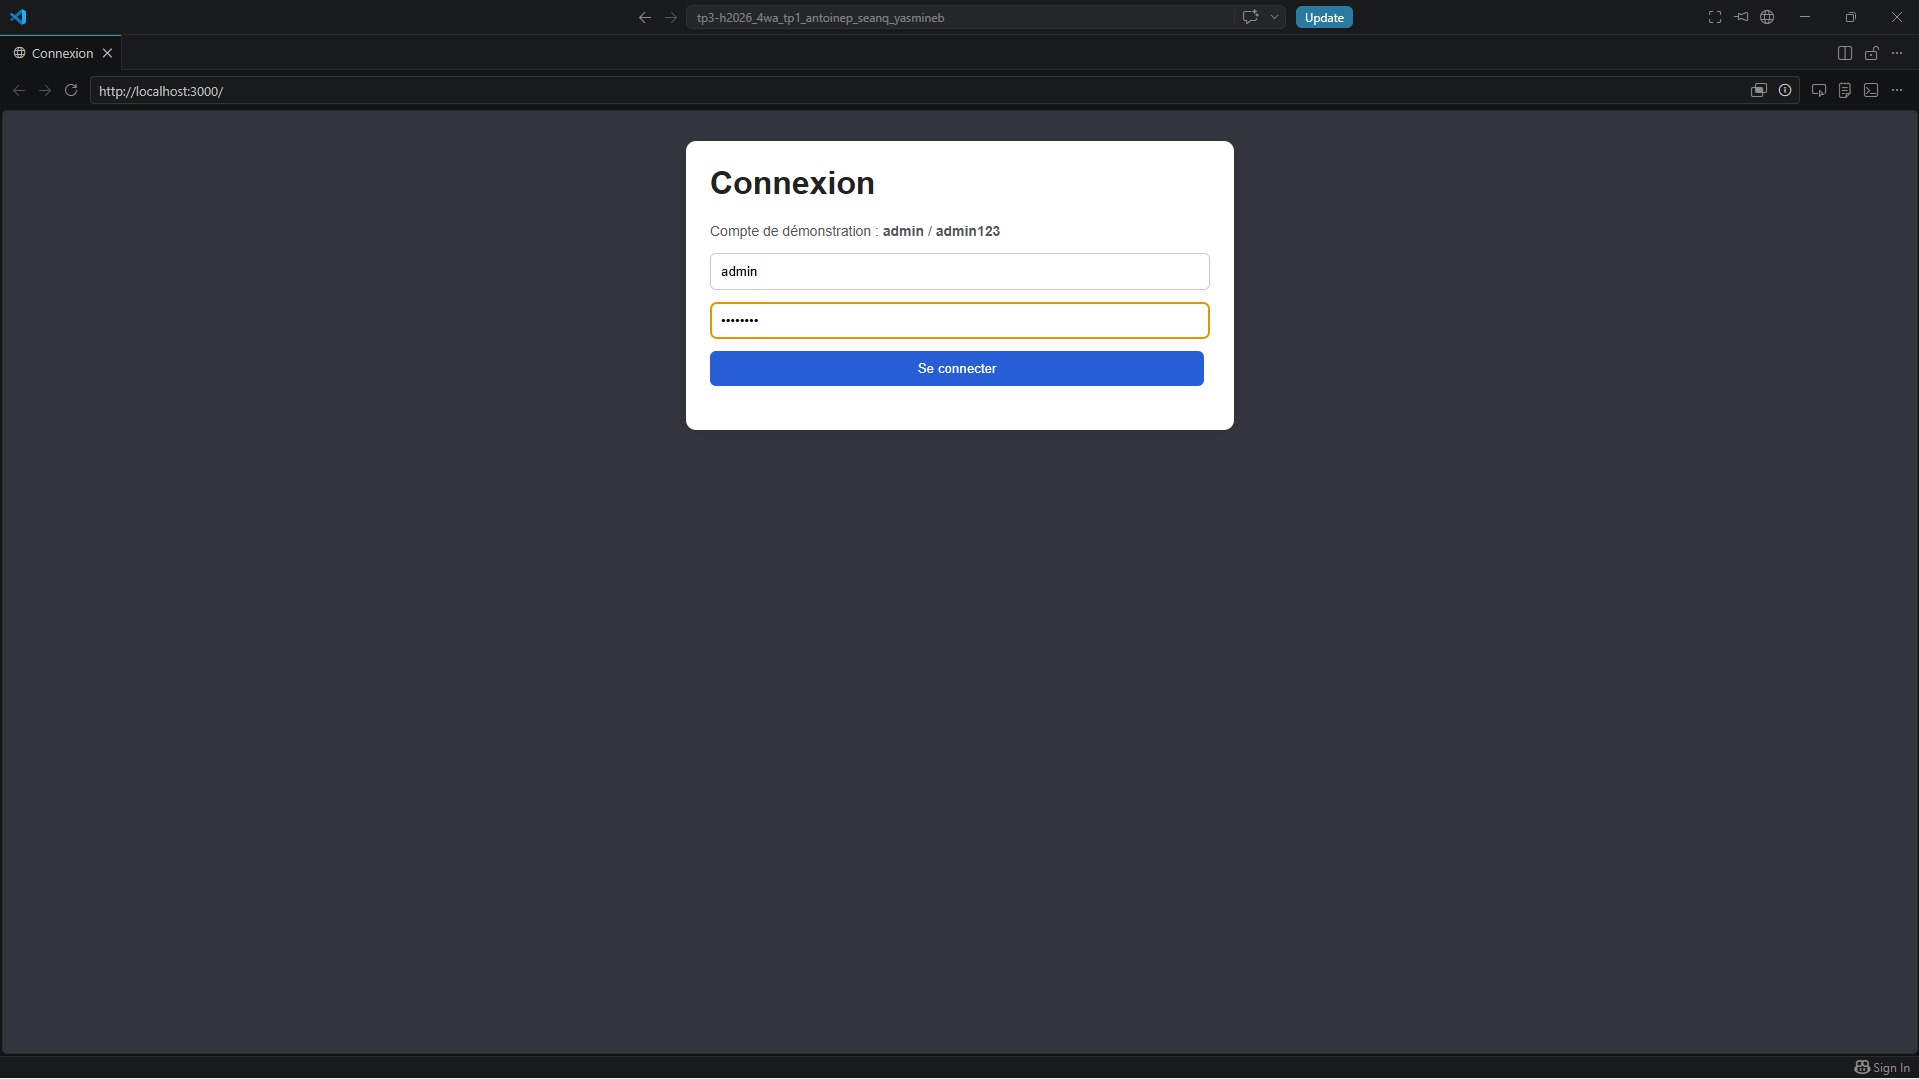 tp3-h2026_4wa_tp1_antoinep_seanq_yasmineb
Update
Connexion
http://localhost:3000/
Connexion
Compte de démonstration : admin / admin123
admin
••••••••
Se connecter
Sign In